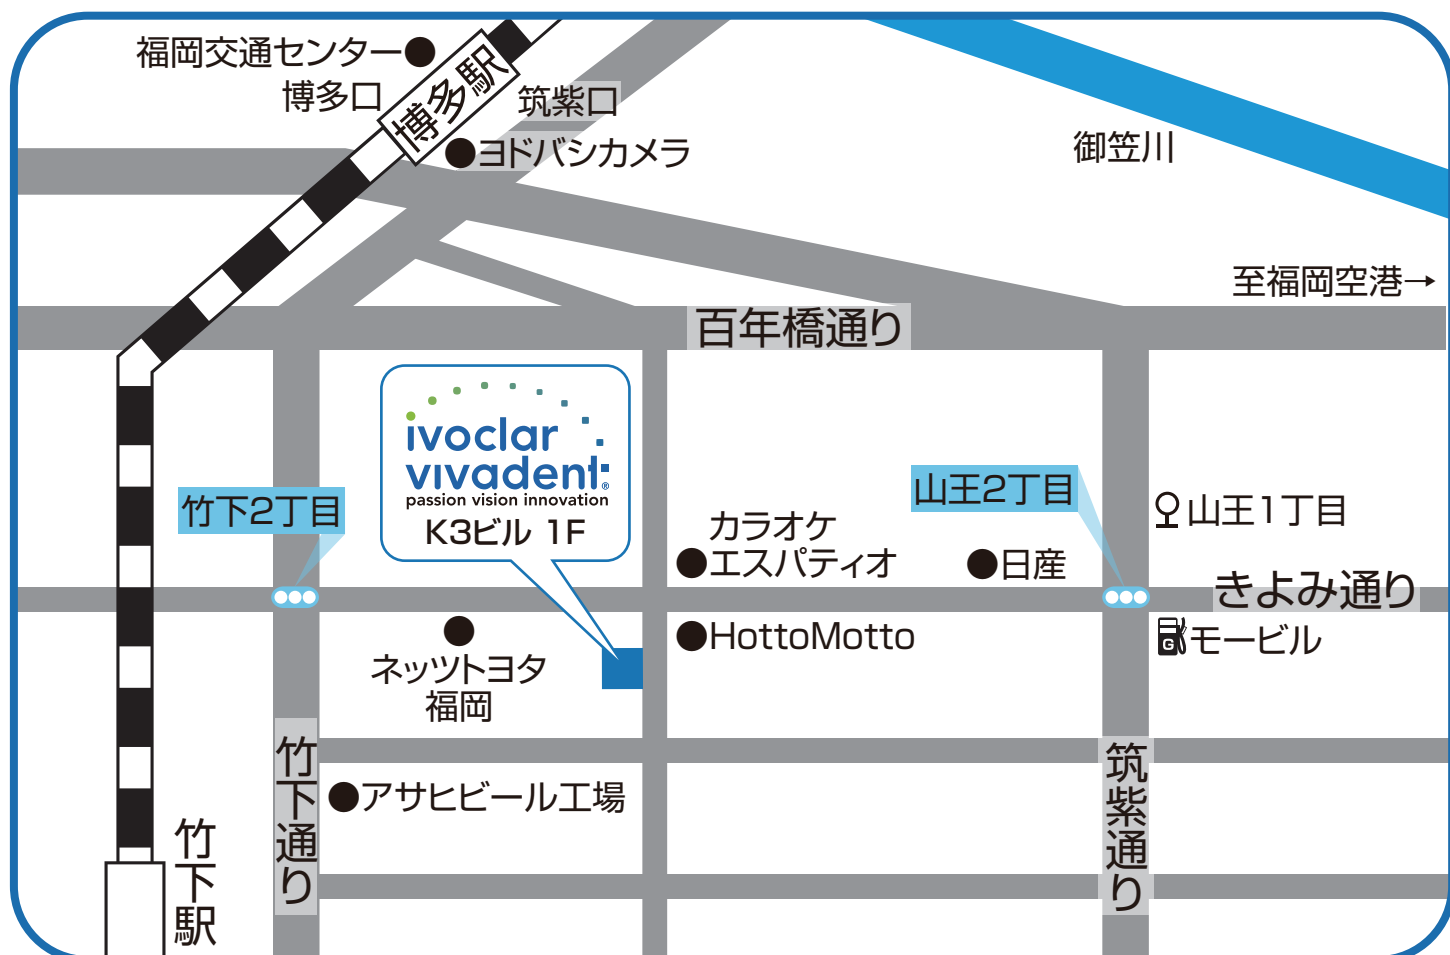 福岡交通センター
博多口
博多駅
筑紫口
ヨドバシカメラ
御笠川
至福岡空港→
百年橋通り
ivoclar
vivadent®
passion vision innovation
K3ビル 1F
竹下2丁目
山王2丁目
山王1丁目
カラオケ
エスパティオ
日産
きよみ通り
ネッツトヨタ
福岡
HottoMotto
G
モービル
竹下通り
アサヒビール工場
筑紫通り
竹下駅